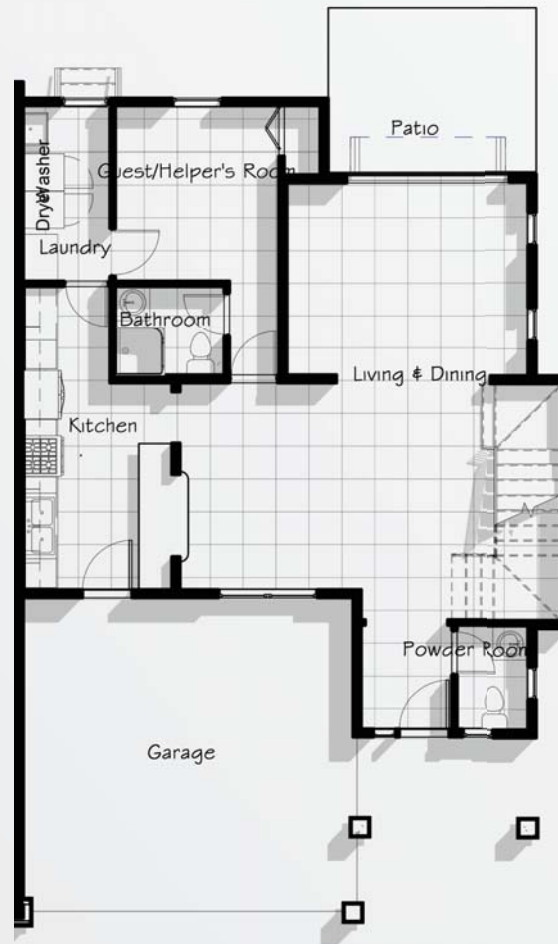 Patio
Guest/Helper's Room
Washer
Dryer
Laundry
Bathroom
Living & Dining
Kitchen
Powder Room
Garage